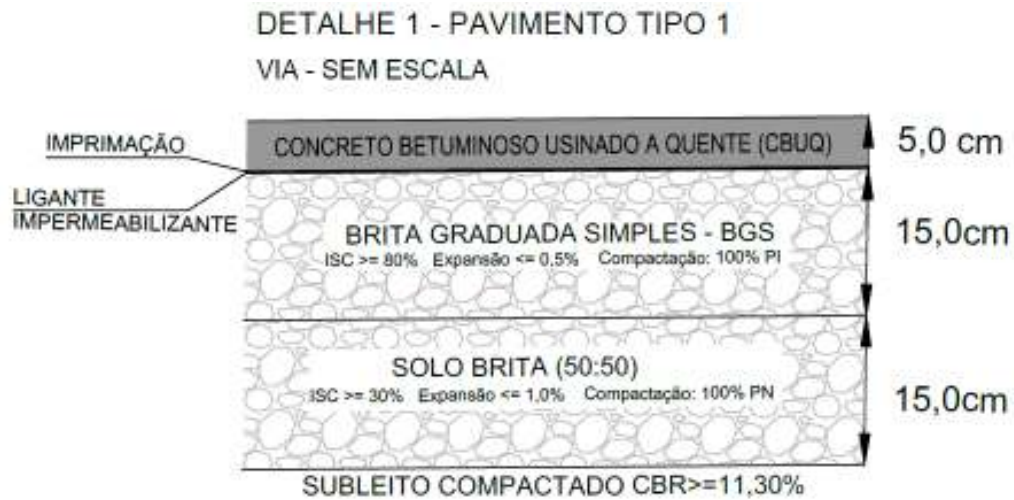 DETALHE 1 - PAVIMENTO TIPO 1
VIA - SEM ESCALA
IMPRIMAÇÃO
LIGANTE
IMPERMEABILIZANTE
CONCRETO BETUMINOSO USINADO A QUENTE (CBUQ)
5,0 cm
BRITA GRADUADA SIMPLES - BGS
ISC >= 80% Expansão <= 0,5% Compactação: 100% PI
15,0cm
SOLO BRITA (50:50)
ISC >= 30% Expansão <= 1,0% Compactação: 100% PN
15,0cm
SUBLEITO COMPACTADO CBR>=11,30%